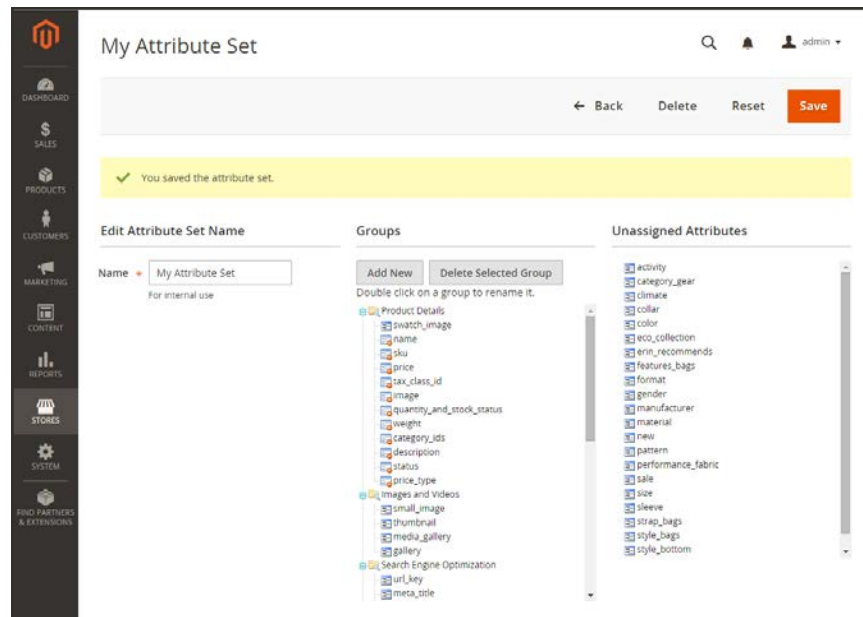 My Attribute Set
admin
DASHBOARD
SALES
PRODUCTS
CUSTOMERS
MARKETING
CONTENT
REPORTS
STORES
SYSTEM
FIND PARTNERS
& EXTENSIONS
Back Delete Reset Save
You saved the attribute set.
Edit Attribute Set Name
Name * My Attribute Set
For internal use
Groups
Add New Delete Selected Group
Double click on a group to rename it.
Product Details
swatch_image
name
sku
price
tax_class_id
image
quantity_and_stock_status
weight
category_ids
description
status
price_type
Images and Videos
small_image
thumbnail
media_gallery
gallery
Search Engine Optimization
url_key
meta_title
Unassigned Attributes
activity
category_gear
climate
collar
color
eco_collection
erin_recommends
features_bags
format
gender
manufacturer
material
new
pattern
performance_fabric
sale
size
sleeve
strap_bags
style_bags
style_bottom